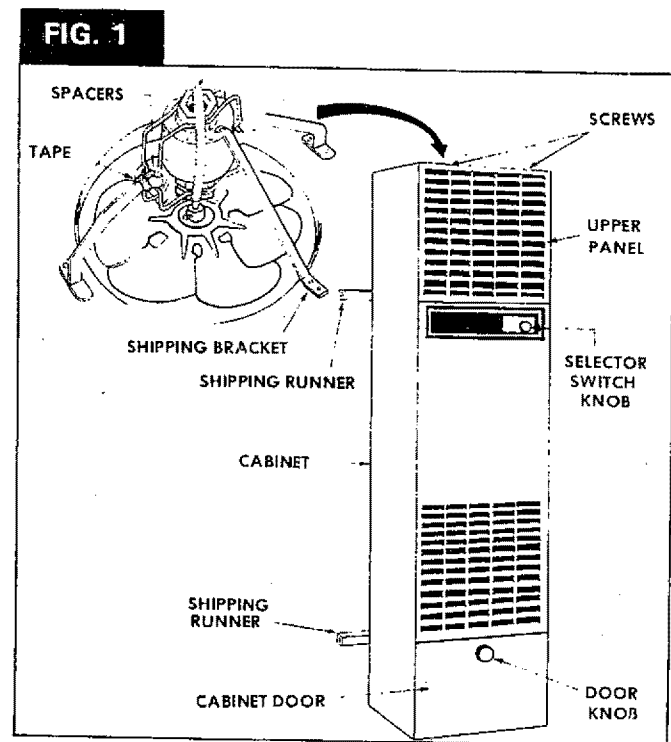 FIG. 1
SPACERS
TAPE
SCREWS
UPPER
PANEL
SHIPPING BRACKET
SHIPPING RUNNER
SELECTOR
SWITCH
KNOB
CABINET
SHIPPING
RUNNER
CABINET DOOR
DOOR
KNOB